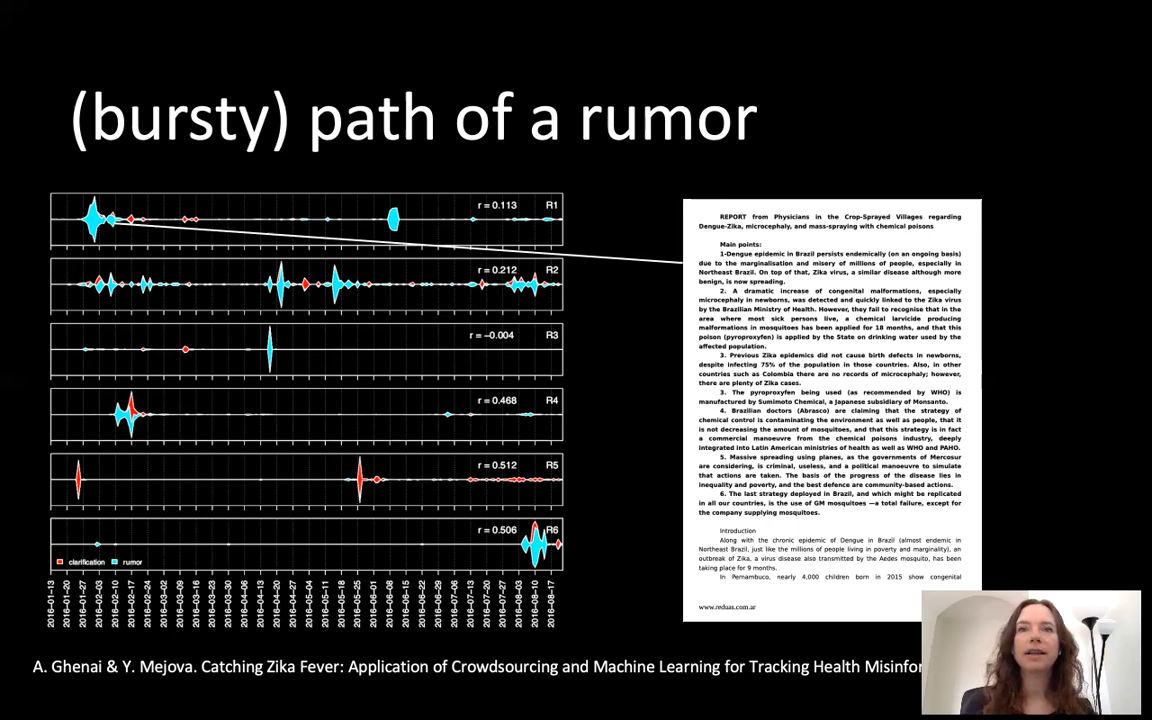 (bursty) path of a rumor
r = 0.113 R1
r = 0.212 R2
r = −0.004 R3
r = 0.468 R4
r = 0.512 R5
r = 0.506 R6
clarification rumor
2016-01-13
2016-01-20
2016-01-27
2016-02-03
2016-02-10
2016-02-17
2016-02-24
2016-03-02
2016-03-09
2016-03-16
2016-03-23
2016-03-30
2016-04-06
2016-04-13
2016-04-20
2016-04-27
2016-05-04
2016-05-11
2016-05-18
2016-05-25
2016-06-01
2016-06-08
2016-06-15
2016-06-22
2016-06-29
2016-07-06
2016-07-13
2016-07-20
2016-07-27
2016-08-03
2016-08-10
2016-08-17
REPORT from Physicians in the Crop-Sprayed Villages regarding
Dengue-Zika, microcephaly, and mass-spraying with chemical poisons
Main points:
1-Dengue epidemic in Brazil persists endemically (on an ongoing basis)
due to the marginalisation and misery of millions of people, especially in
Northeast Brazil. On top of that, Zika virus, a similar disease although more
benign, is now spreading.
2. A dramatic increase of congenital malformations, especially
microcephaly in newborns, was detected and quickly linked to the Zika virus
by the Brazilian Ministry of Health. However, they fail to recognise that in the
area where most sick persons live, a chemical larvicide producing
malformations in mosquitoes has been applied for 18 months, and that this
poison (pyroproxyfen) is applied by the State on drinking water used by the
affected population.
3. Previous Zika epidemics did not cause birth defects in newborns,
despite infecting 75% of the population in those countries. Also, in other
countries such as Colombia there are no records of microcephaly; however,
there are plenty of Zika cases.
3. The pyroproxyfen being used (as recommended by WHO) is
manufactured by Sumimoto Chemical, a Japanese subsidiary of Monsanto.
4. Brazilian doctors (Abrasco) are claiming that the strategy of
chemical control is contaminating the environment as well as people, that it
is not decreasing the amount of mosquitoes, and that this strategy is in fact
a commercial manoeuvre from the chemical poisons industry, deeply
integrated into Latin American ministries of health as well as WHO and PAHO.
5. Massive spreading using planes, as the governments of Mercosur
are considering, is criminal, useless, and a political manoeuvre to simulate
that actions are taken. The basis of the progress of the disease lies in
inequality and poverty, and the best defence are community-based actions.
6. The last strategy deployed in Brazil, and which might be replicated
in all our countries, is the use of GM mosquitoes —a total failure, except for
the company supplying mosquitoes.
Introduction
Along with the chronic epidemic of Dengue in Brazil (almost endemic in
Northeast Brazil, just like the millions of people living in poverty and marginality), an
outbreak of Zika, a virus disease also transmitted by the Aedes mosquito, has been
taking place for 9 months.
In Pernambuco, nearly 4,000 children born in 2015 show congenital
www.reduas.com.ar
A. Ghenai & Y. Mejova. Catching Zika Fever: Application of Crowdsourcing and Machine Learning for Tracking Health Misinfor